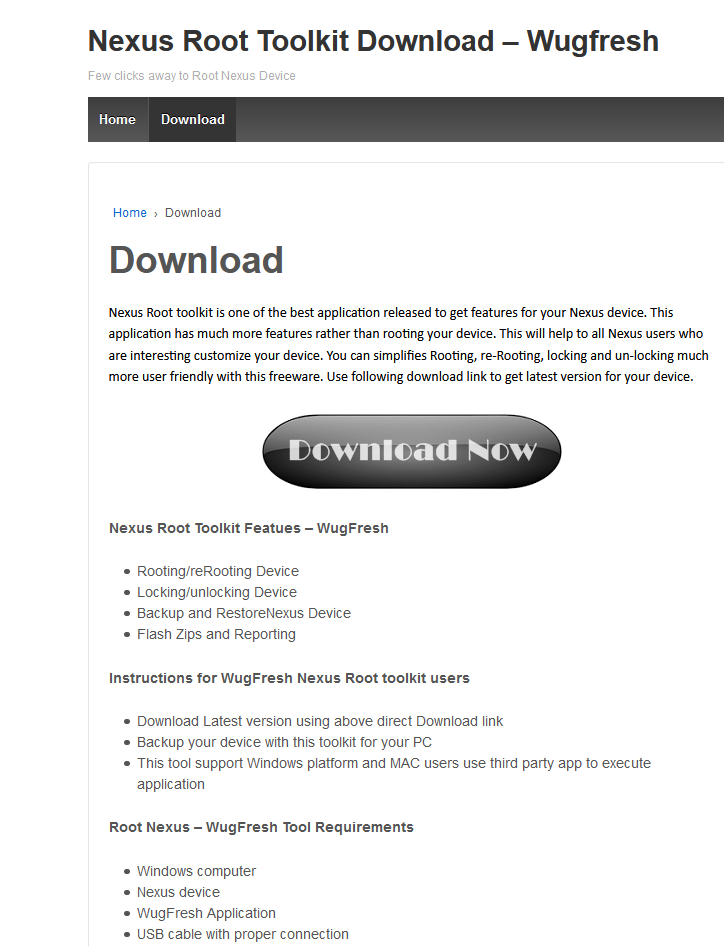 Nexus Root Toolkit Download – Wugfresh
Few clicks away to Root Nexus Device
Home Download
Home › Download
Download
Nexus Root toolkit is one of the best application released to get features for your Nexus device. This
application has much more features rather than rooting your device. This will help to all Nexus users who
are interesting customize your device. You can simplifies Rooting, re-Rooting, locking and un-locking much
more user friendly with this freeware. Use following download link to get latest version for your device.
Download Now
Nexus Root Toolkit Featues – WugFresh
• Rooting/reRooting Device
• Locking/unlocking Device
• Backup and RestoreNexus Device
• Flash Zips and Reporting
Instructions for WugFresh Nexus Root toolkit users
• Download Latest version using above direct Download link
• Backup your device with this toolkit for your PC
• This tool support Windows platform and MAC users use third party app to execute
application
Root Nexus – WugFresh Tool Requirements
• Windows computer
• Nexus device
• WugFresh Application
• USB cable with proper connection